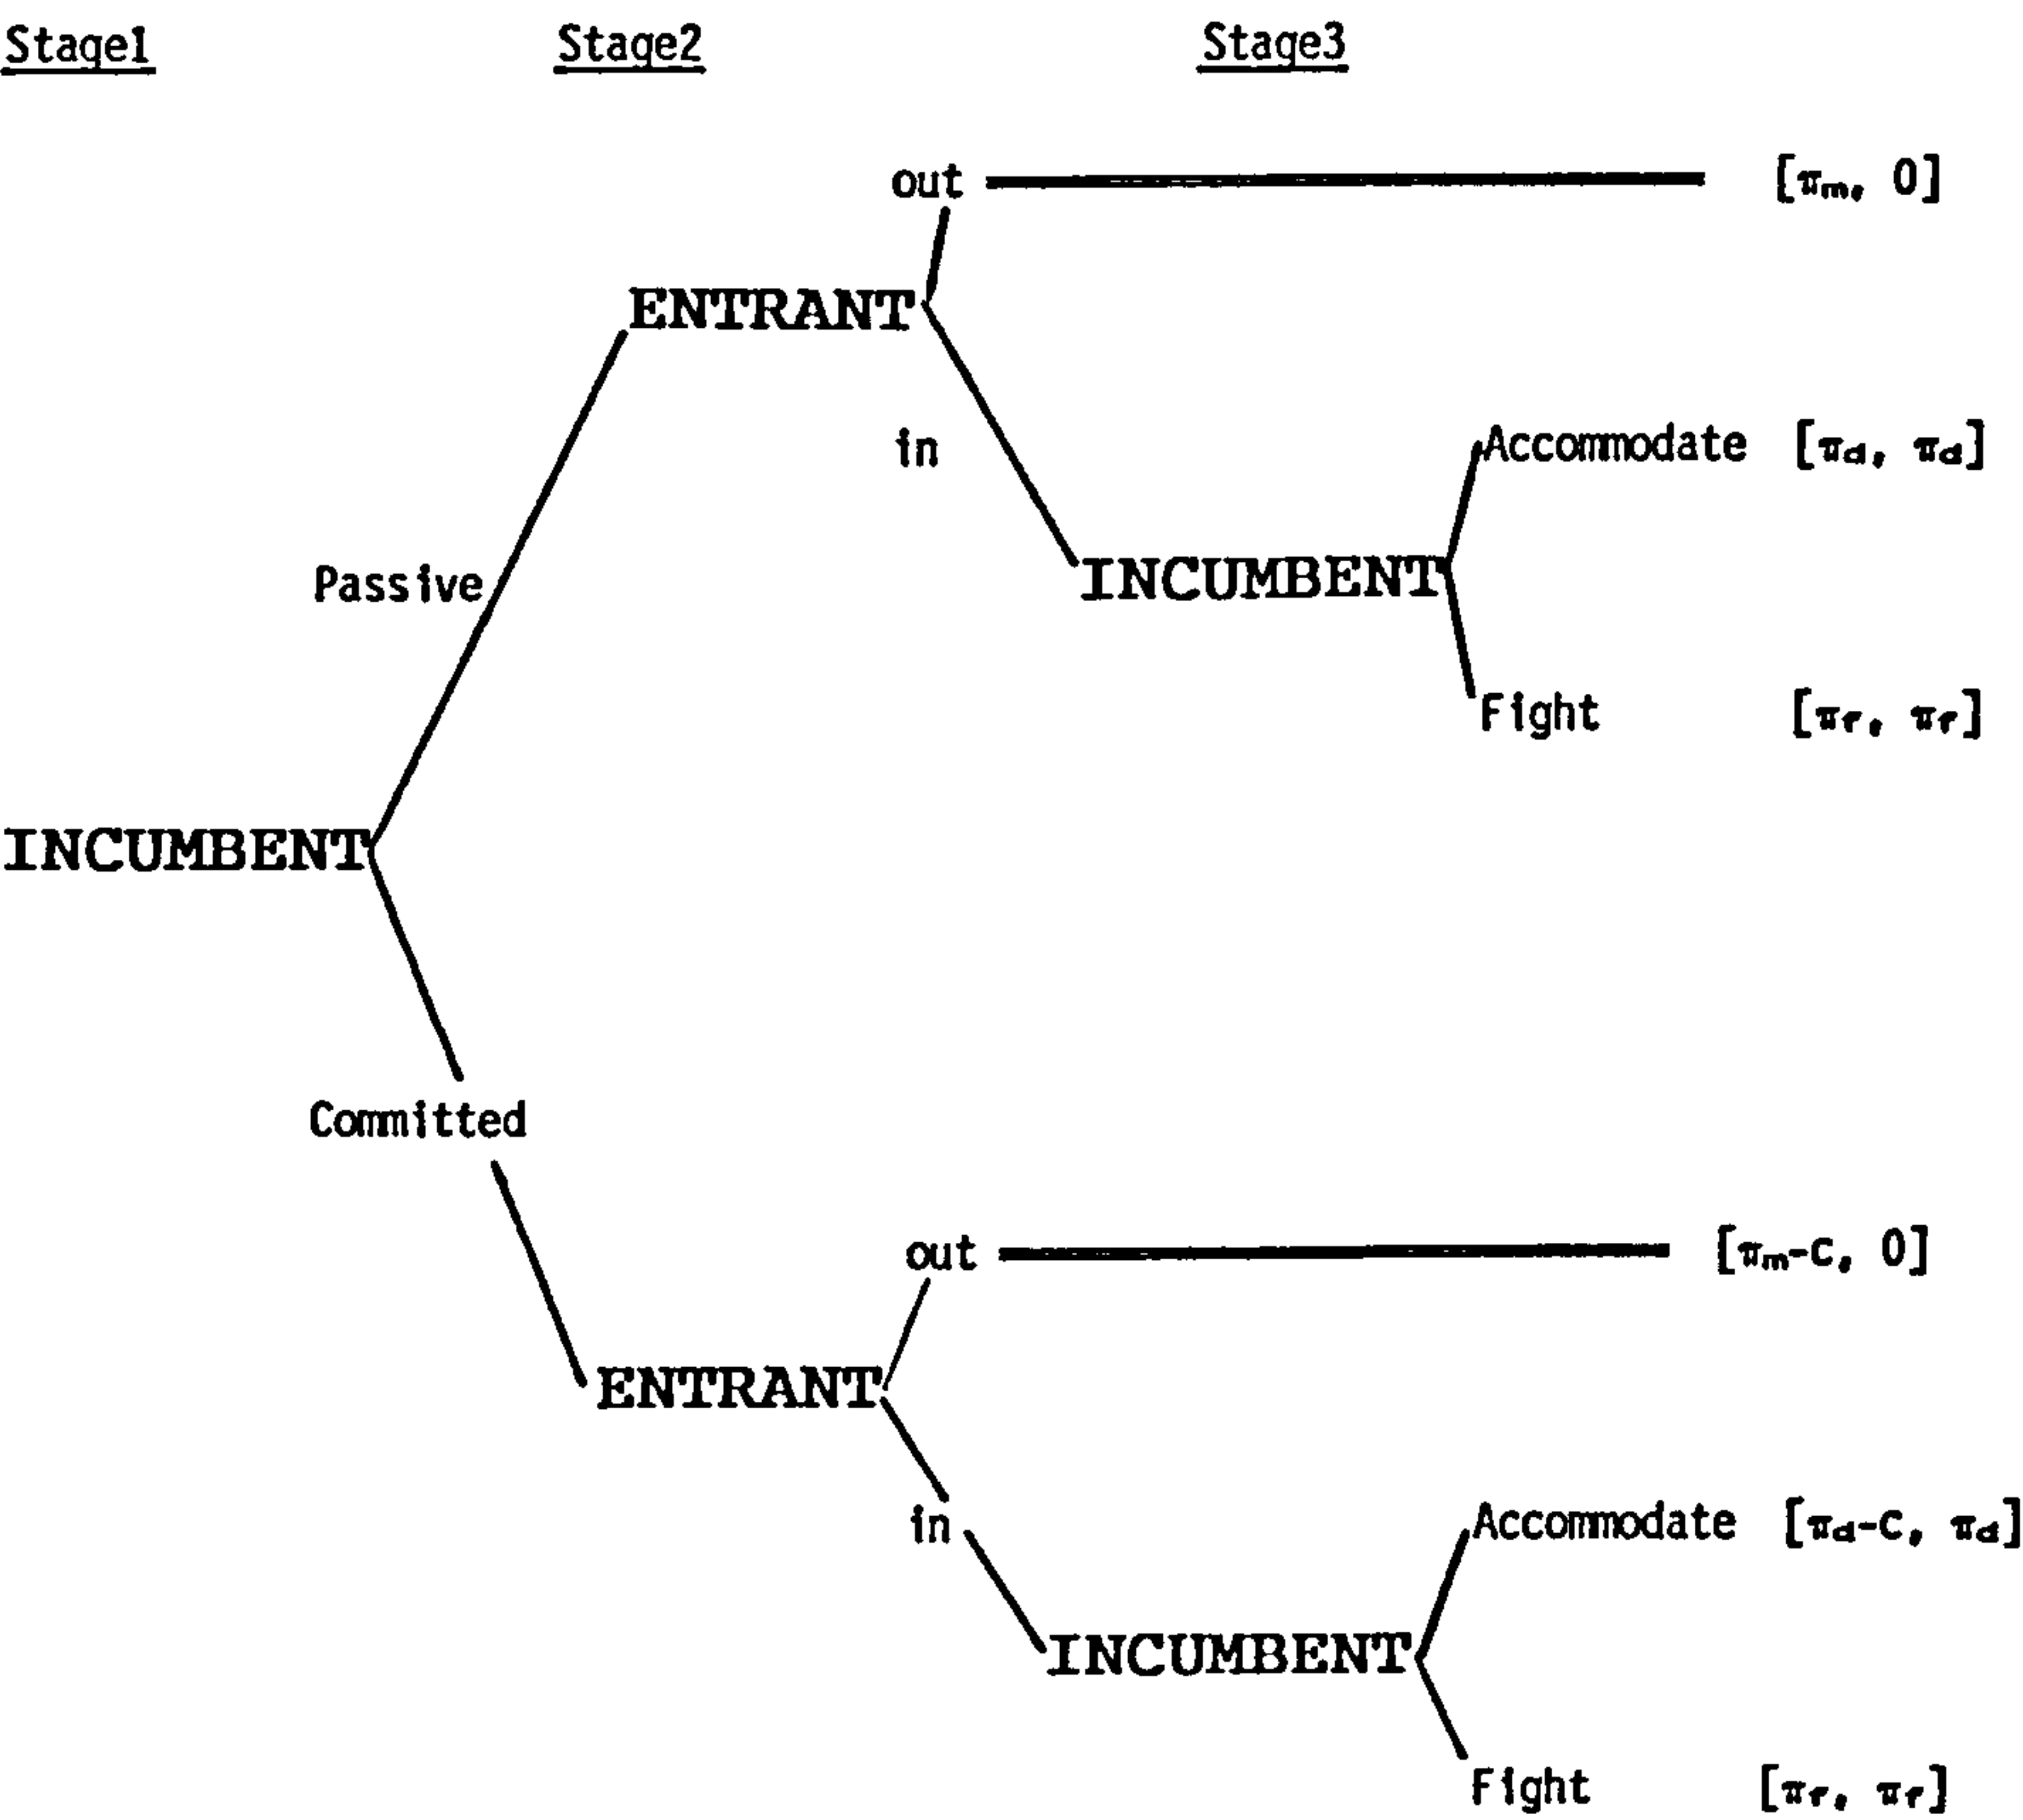 Stage1 Stage2 Stage3
out [πm, 0]
ENTRANT
in Accommodate [πd, πd]
Passive INCUMBENT
Fight [πf, πf]
INCUMBENT
Committed
out [πm-C, 0]
ENTRANT
in Accommodate [πd-C, πd]
INCUMBENT
Fight [πf, πf]